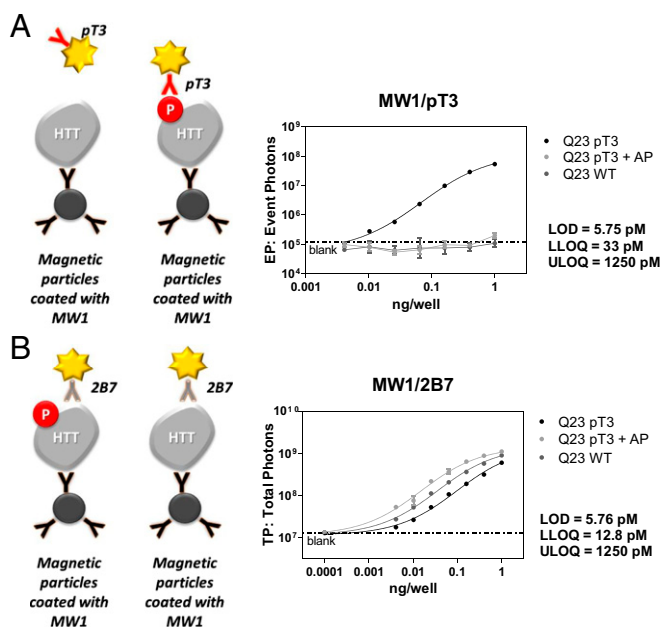 A
pT3
pT3
P
HTT
HTT
Magnetic
particles
coated with
MW1
Magnetic
particles
coated with
MW1
MW1/pT3
EP: Event Photons
10^9
10^8
10^7
10^6
10^5
10^4
blank
0.001
0.01
0.1
1
ng/well
Q23 pT3
Q23 pT3 + AP
Q23 WT
LOD = 5.75 pM
LLOQ = 33 pM
ULOQ = 1250 pM
B
2B7
2B7
P
HTT
HTT
Magnetic
particles
coated with
MW1
Magnetic
particles
coated with
MW1
MW1/2B7
TP: Total Photons
10^10
10^9
10^8
10^7
blank
0.0001
0.001
0.01
0.1
1
ng/well
Q23 pT3
Q23 pT3 + AP
Q23 WT
LOD = 5.76 pM
LLOQ = 12.8 pM
ULOQ = 1250 pM